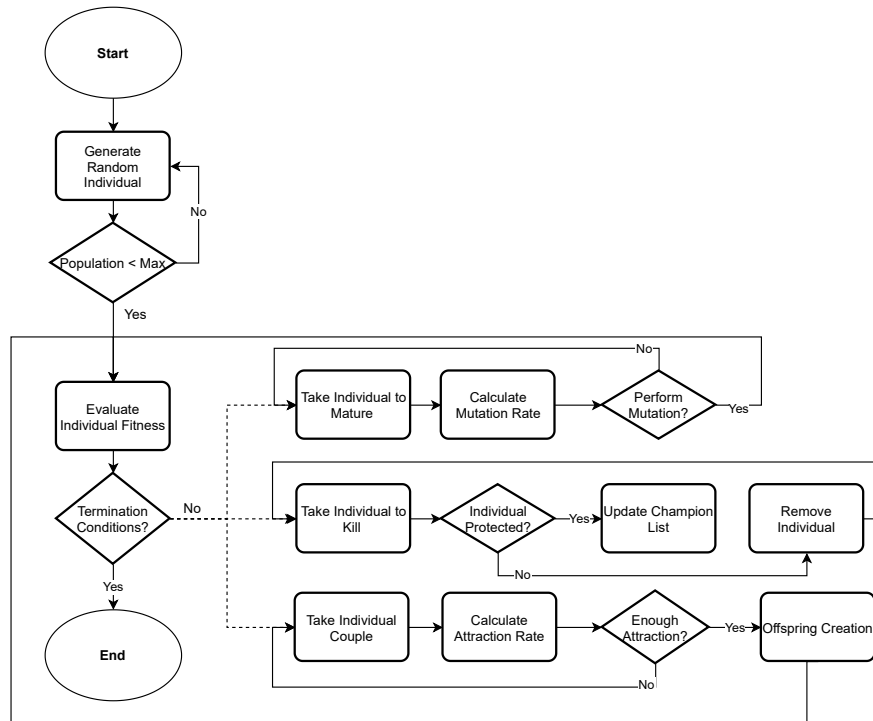 Start
Generate
Random
Individual
No
Population < Max
Yes
No
Take Individual to
Mature
Calculate
Mutation Rate
Perform
Mutation?
Yes
Evaluate
Individual Fitness
Termination
Conditions?
No
Take Individual to
Kill
Individual
Protected?
Yes
Update Champion
List
Remove
Individual
No
Yes
Take Individual
Couple
Calculate
Attraction Rate
Enough
Attraction?
Yes
Offspring Creation
No
End